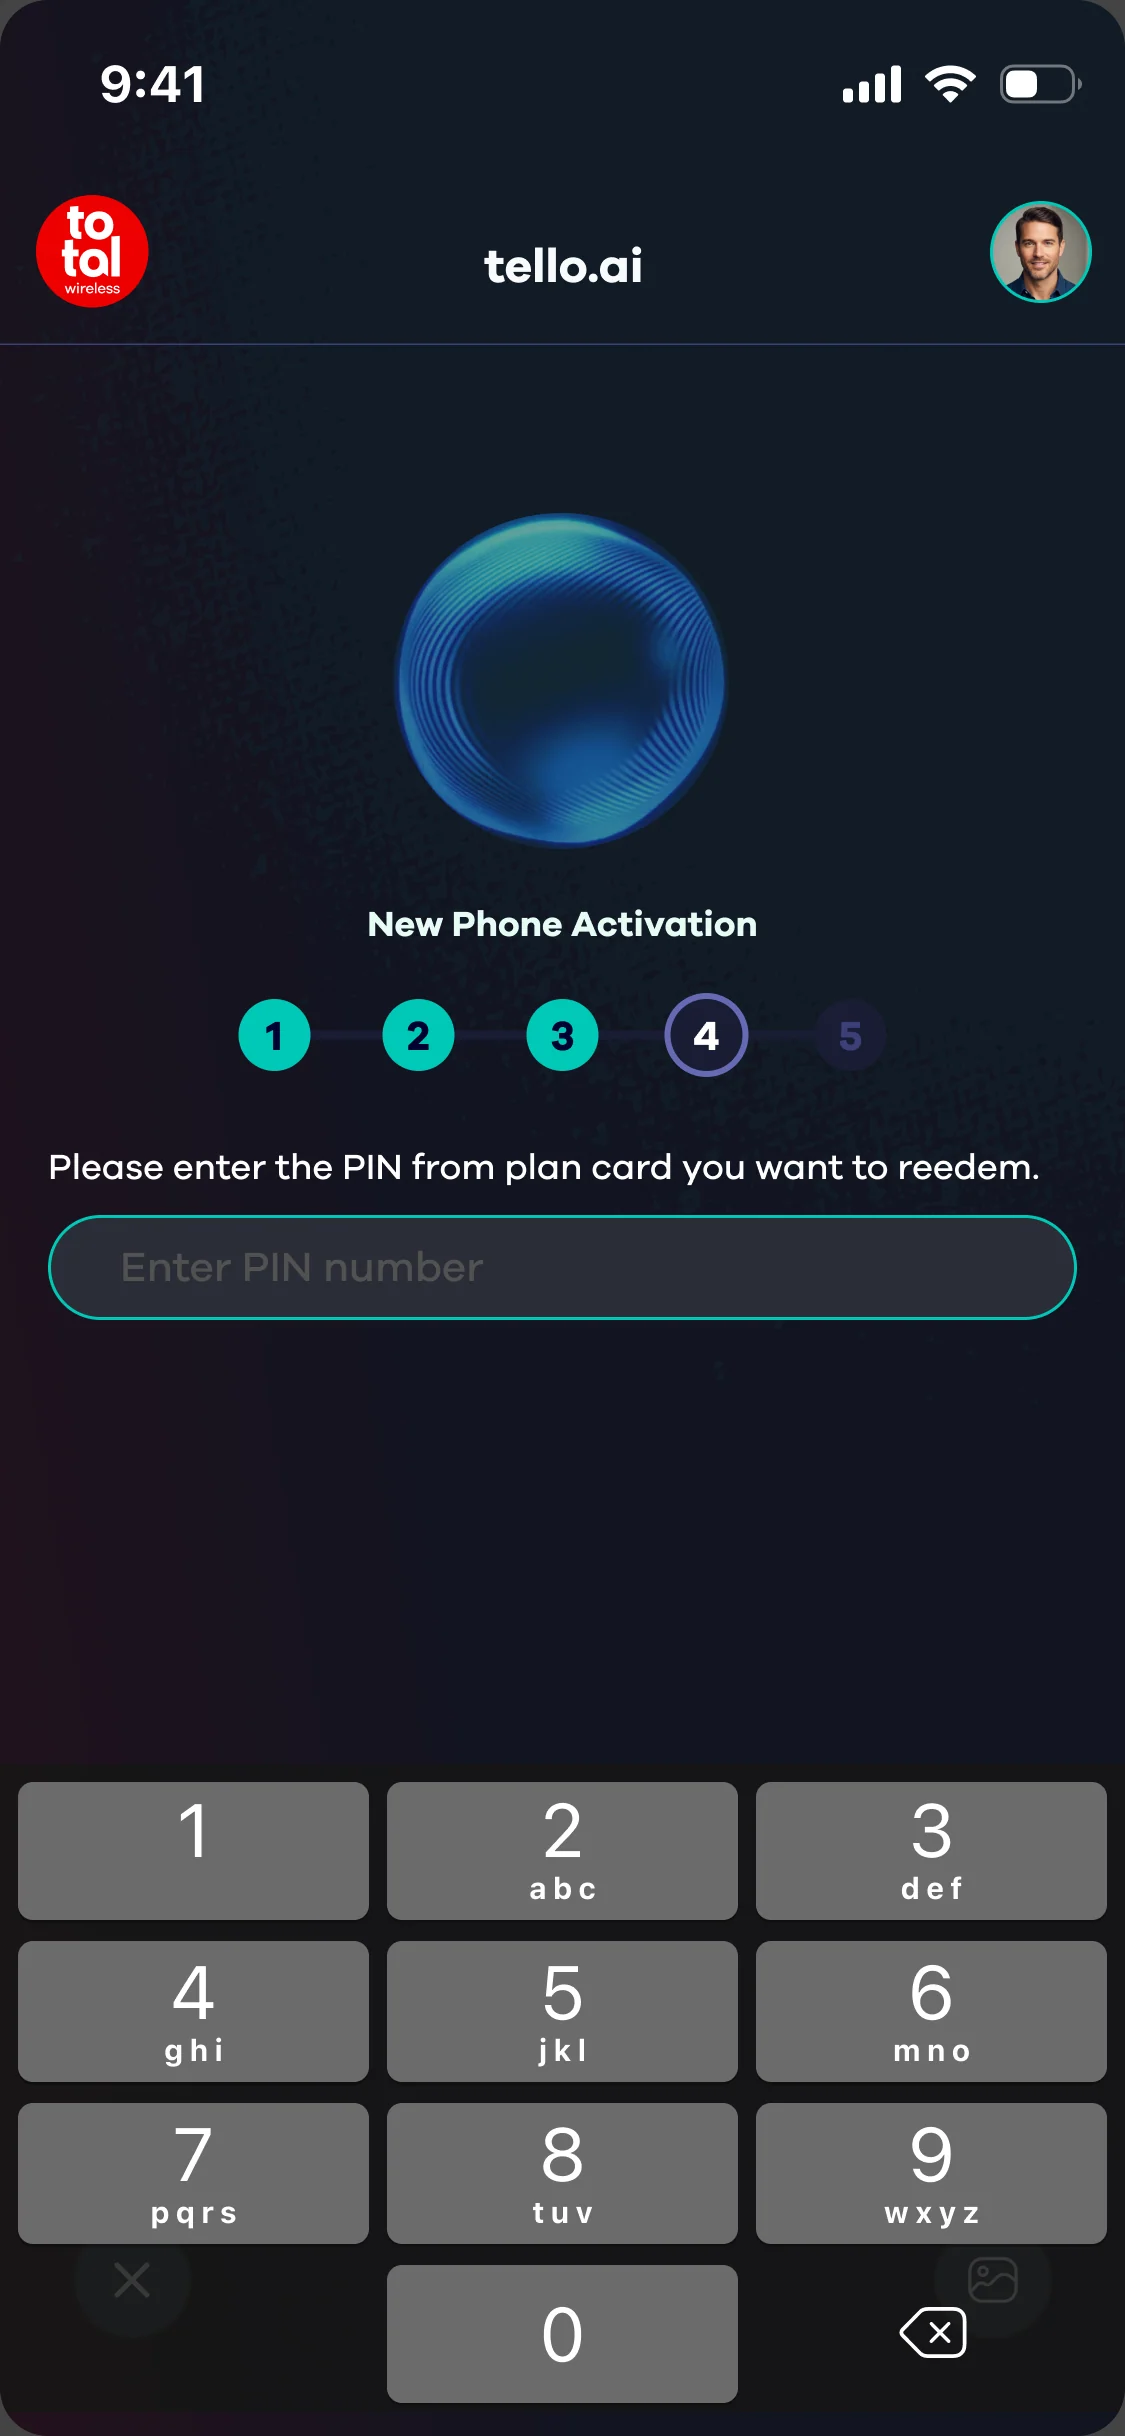 9:41
to
tal
wireless
tello.ai
New Phone Activation
1 2 3 4 5
Please enter the PIN from plan card you want to reedem.
Enter PIN number
1 2 3
abc def
4 5 6
ghi jkl mno
7 8 9
pqrs tuv wxyz
0